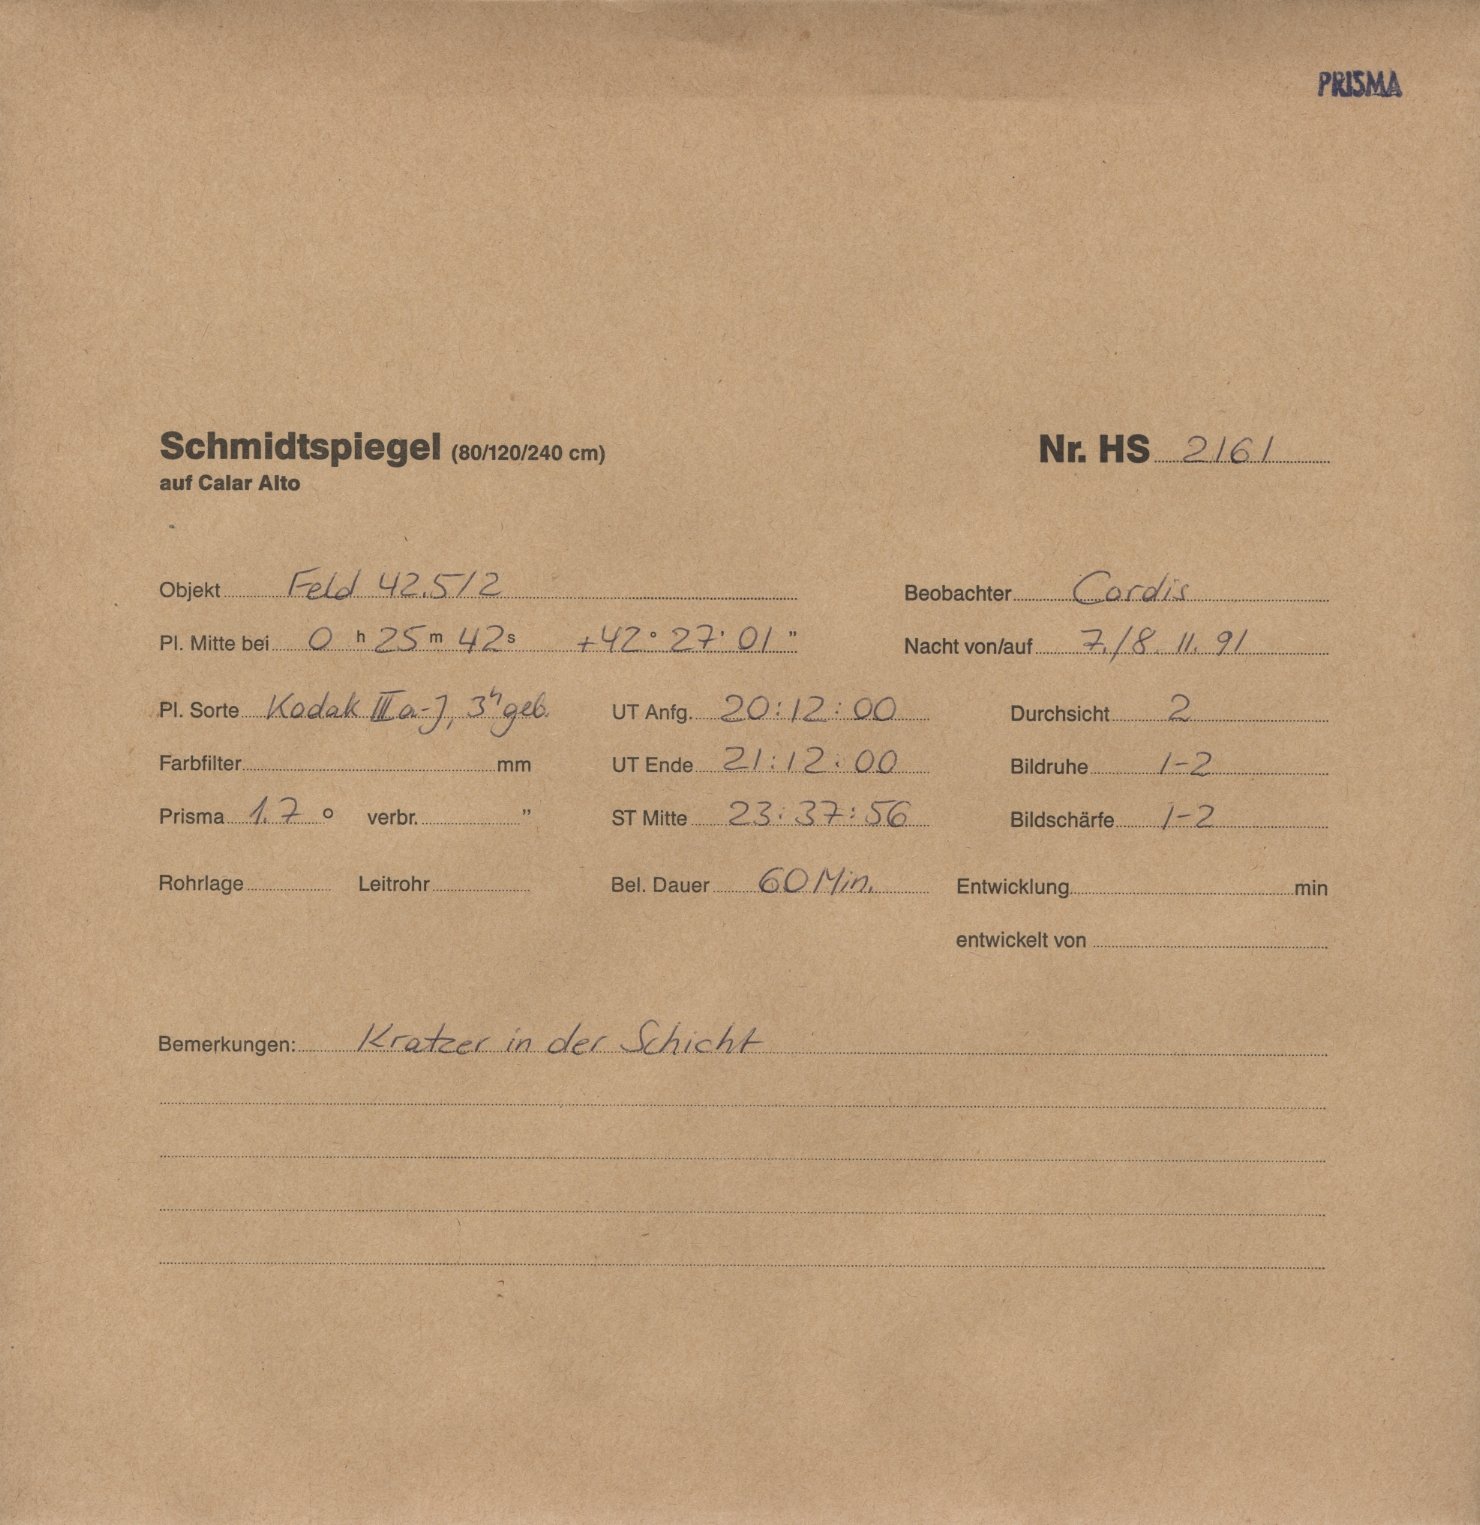 PRISMA
Schmidtspiegel (80/120/240 cm) Nr. HS 2161
auf Calar Alto
Objekt Feld 42.5/2 Beobachter Cordis
Pl. Mitte bei 0 h 25 m 42 s +42° 27' 01" Nacht von/auf 7./8. 11. 91
Pl. Sorte Kodak IIIa-J, 3h geb. UT Anfg. 20:12:00 Durchsicht 2
Farbfilter mm UT Ende 21:12:00 Bildruhe 1-2
Prisma 1.7 ° verbr. " ST Mitte 23:37:56 Bildschärfe 1-2
Rohrlage Leitrohr Bel. Dauer 60 Min. Entwicklung min
entwickelt von
Bemerkungen: Kratzer in der Schicht